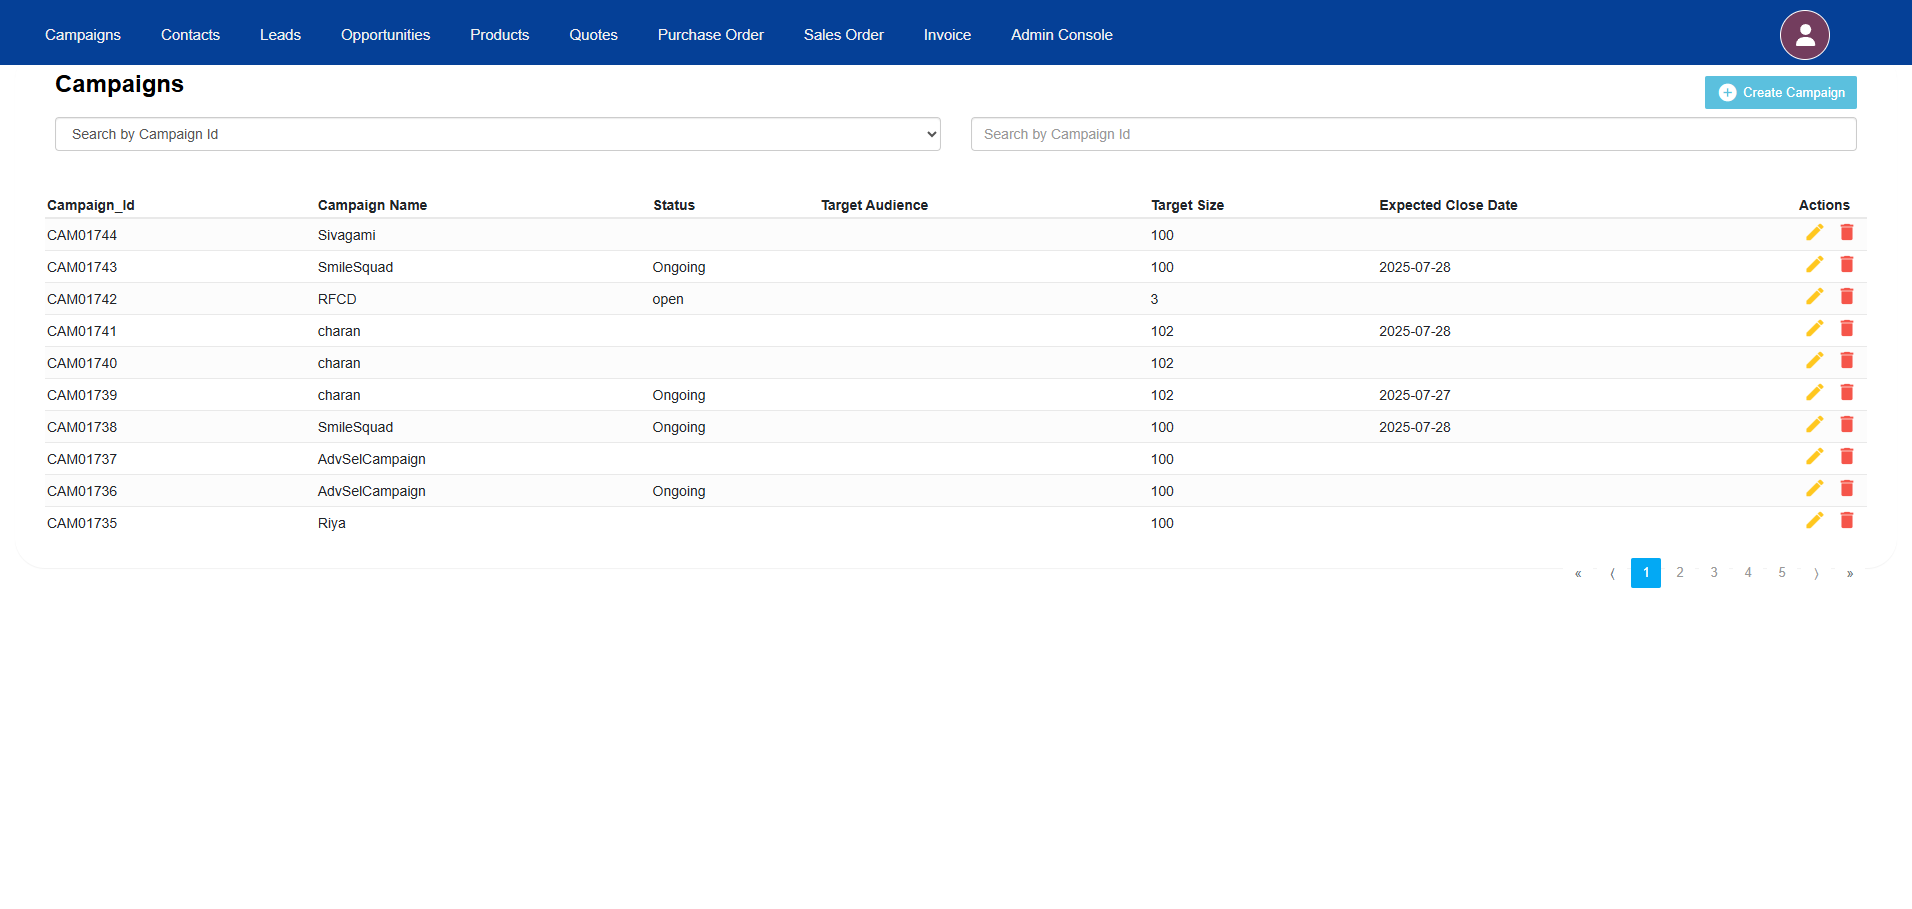 Campaigns Contacts Leads Opportunities Products Quotes Purchase Order Sales Order Invoice Admin Console
Campaigns
Create Campaign
Search by Campaign Id Search by Campaign Id
Campaign_Id Campaign Name Status Target Audience Target Size Expected Close Date Actions
CAM01744 Sivagami 100
CAM01743 SmileSquad Ongoing 100 2025-07-28
CAM01742 RFCD open 3
CAM01741 charan 102 2025-07-28
CAM01740 charan 102
CAM01739 charan Ongoing 102 2025-07-27
CAM01738 SmileSquad Ongoing 100 2025-07-28
CAM01737 AdvSelCampaign 100
CAM01736 AdvSelCampaign Ongoing 100
CAM01735 Riya 100
« ⟨ 1 2 3 4 5 ⟩ »